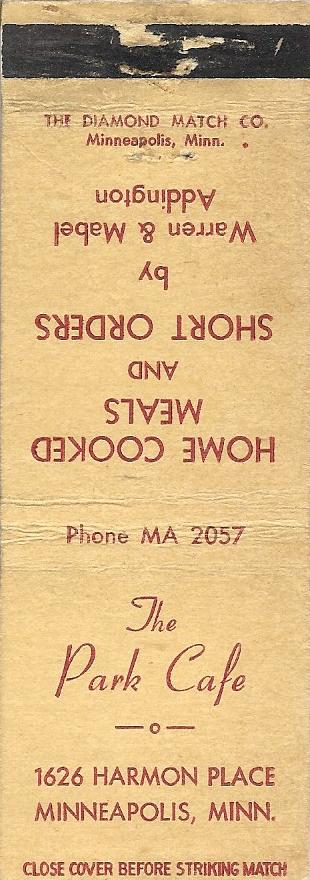 THE DIAMOND MATCH CO.
Minneapolis, Minn.
HOME COOKED
MEALS
AND
SHORT ORDERS
by
Warren & Mabel
Addington
Phone MA 2057
The
Park Cafe
1626 HARMON PLACE
MINNEAPOLIS, MINN.
CLOSE COVER BEFORE STRIKING MATCH